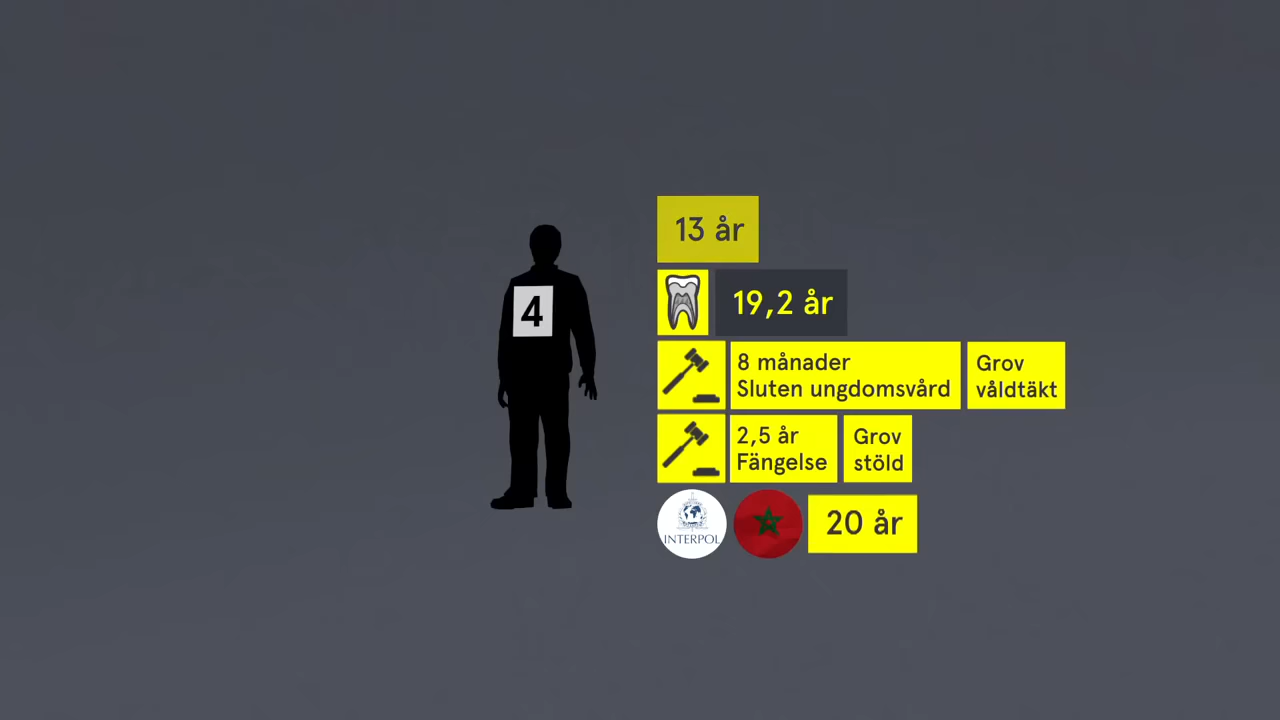 4
13 år
19,2 år
8 månader
Sluten ungdomsvård
Grov
våldtäkt
2,5 år
Fängelse
Grov
stöld
INTERPOL
20 år